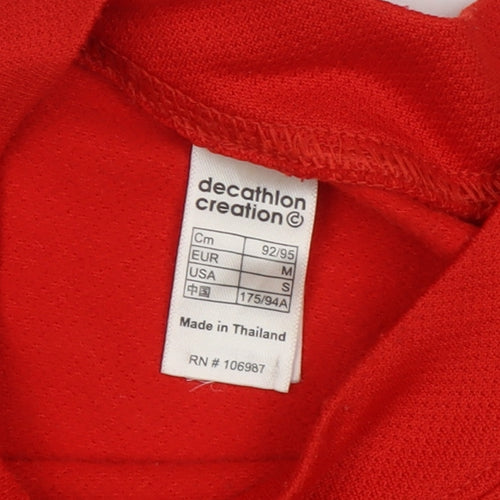 decathlon
creation ©
Cm 92/95
EUR M
USA S
中国 175/94A
Made in Thailand
RN # 106987